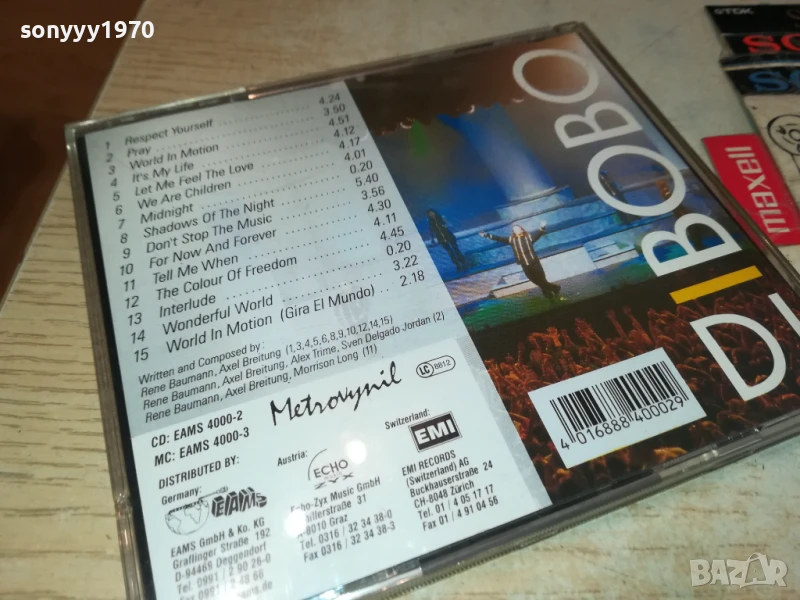 sonyyy1970
1 Respect Yourself 4.24
2 Pray 3.50
3 World In Motion 4.51
4 It's My Life 4.12
5 Let Me Feel The Love 4.17
6 We Are Children 4.01
7 Midnight 0.20
8 Shadows Of The Night 5.40
9 Don't Stop The Music 3.56
10 For Now And Forever 4.30
11 Tell Me When 4.11
12 The Colour Of Freedom 4.45
13 Interlude 0.20
14 Wonderful World 3.22
15 World In Motion (Gira El Mundo) 2.18
Written and Composed by:
Rene Baumann, Axel Breitung (1,3,4,5,6,8,9,10,12,14,15)
Rene Baumann, Axel Breitung, Alex Trime, Sven Delgado Jordan (2)
Rene Baumann, Axel Breitung, Morrison Long (11)
CD: EAMS 4000-2
MC: EAMS 4000-3
Metrovynil
LC 8812
DISTRIBUTED BY:
Germany:
EAMS
EAMS GmbH & Ko. KG
Graflinger Straße 192
D-94469 Deggendorf
Tel. 0991 / 2 90 26-0
Austria:
ECHO
ZYX
Echo-Zyx Music GmbH
Straße 31
A-8010 Graz
Tel. 0316 / 32 34 38-0
Fax 0316 / 32 34 38-3
Switzerland:
EMI
EMI RECORDS
(Switzerland) AG
Buckhauserstraße 24
CH-8048 Zürich
Tel. 01 / 4 05 17 17
Fax 01 / 4 91 04 56
DJ BOBO
4 016888 400029
TDK
maxell
BAZAR